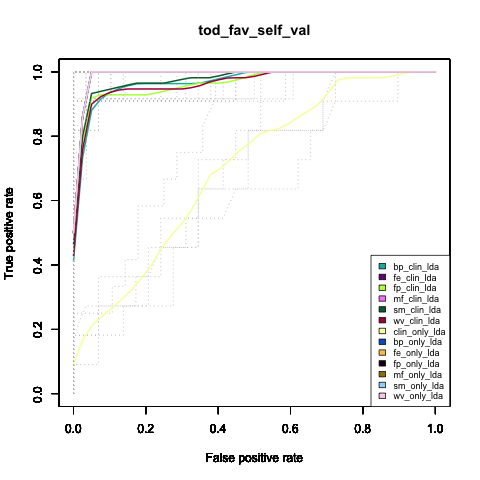 tod_fav_self_val
True positive rate
1.0
0.8
0.6
0.4
0.2
0.0
bp_clin_lda
fe_clin_lda
fp_clin_lda
mf_clin_lda
sm_clin_lda
wv_clin_lda
clin_only_lda
bp_only_lda
fe_only_lda
fp_only_lda
mf_only_lda
sm_only_lda
wv_only_lda
0.0 0.2 0.4 0.6 0.8 1.0
False positive rate